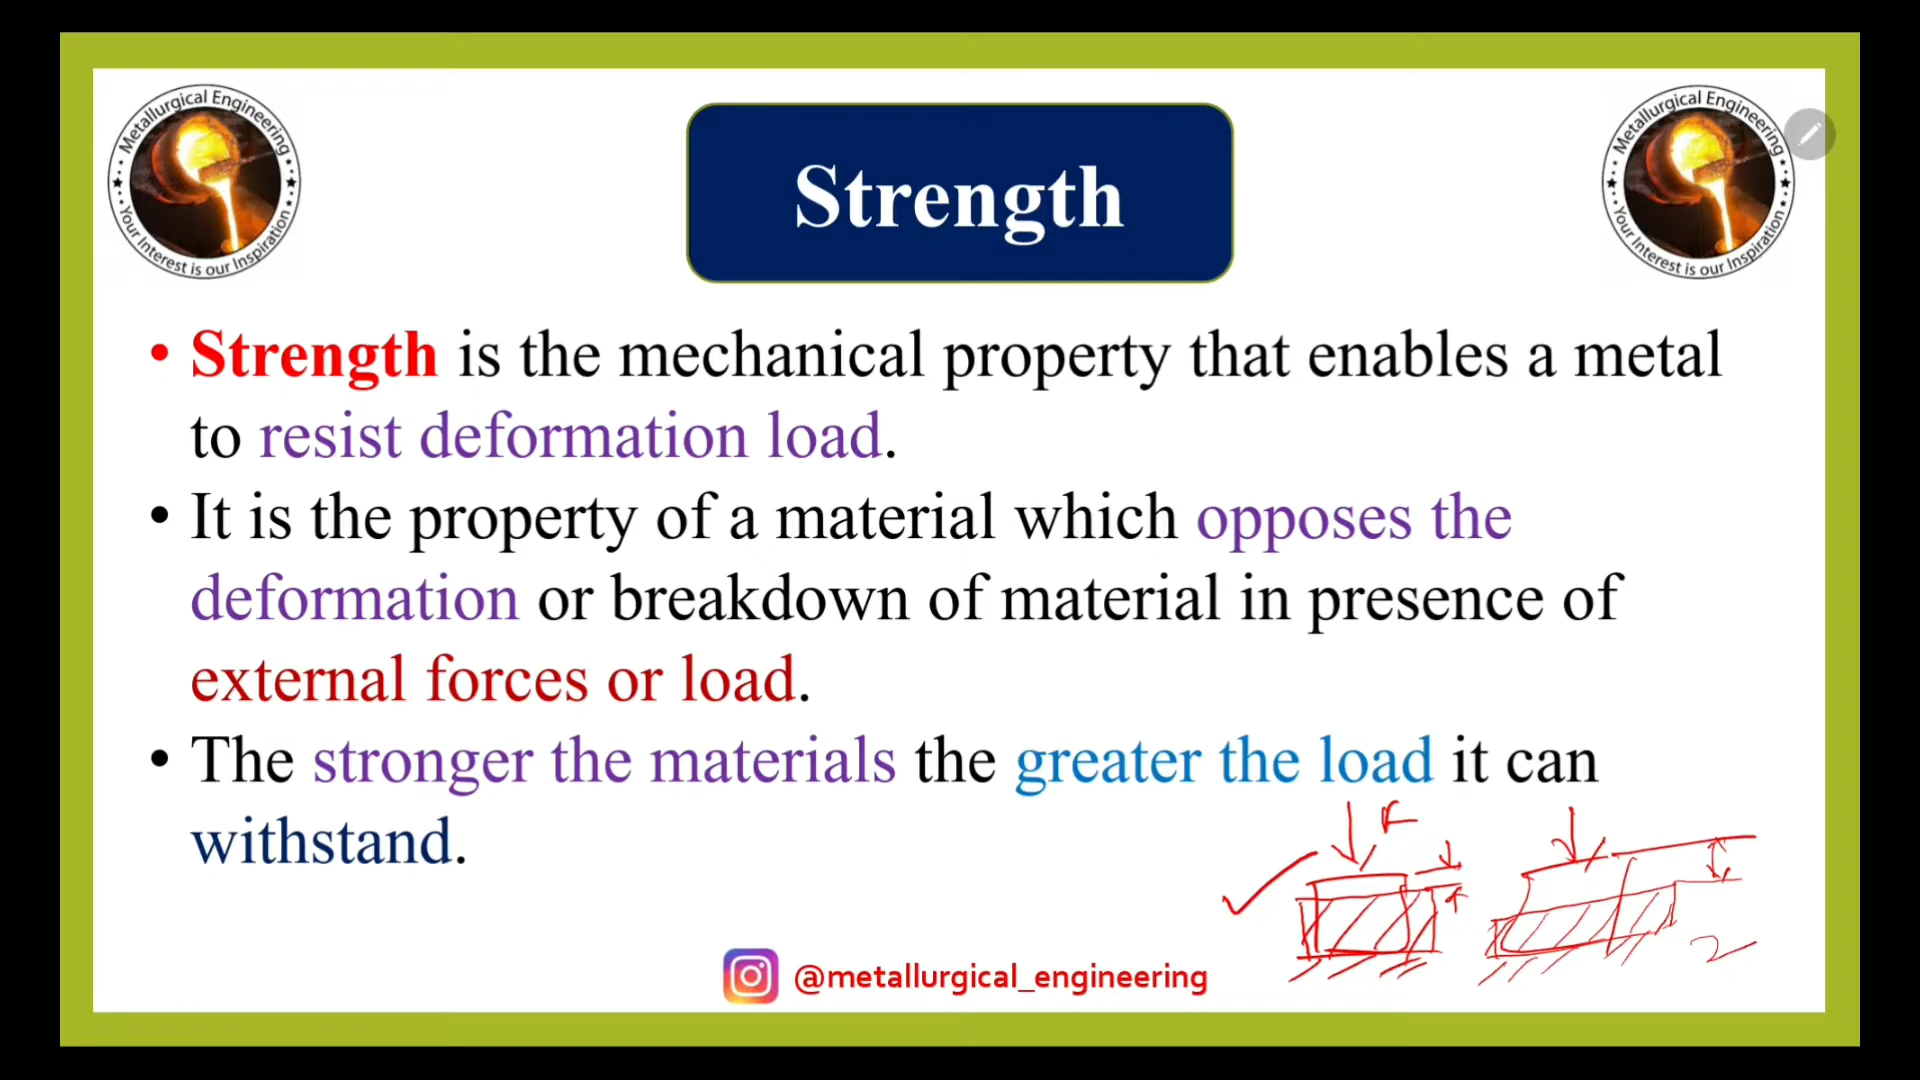 Metallurgical Engineering
Your Interest is our Inspiration
Metallurgical Engineering
Your Interest is our Inspiration
Strength
• Strength is the mechanical property that enables a metal
to resist deformation load.
• It is the property of a material which opposes the
deformation or breakdown of material in presence of
external forces or load.
• The stronger the materials the greater the load it can
withstand.
F
2
@metallurgical_engineering